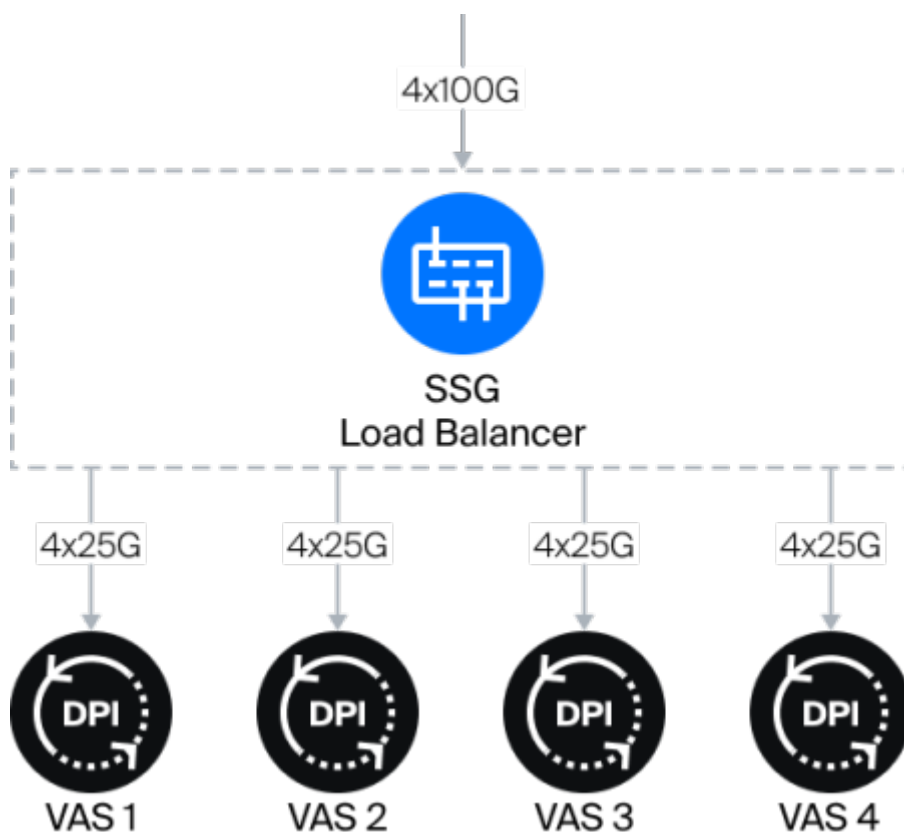 4x100G
SSG
Load Balancer
4x25G 4x25G 4x25G 4x25G
DPI DPI DPI DPI
VAS 1 VAS 2 VAS 3 VAS 4